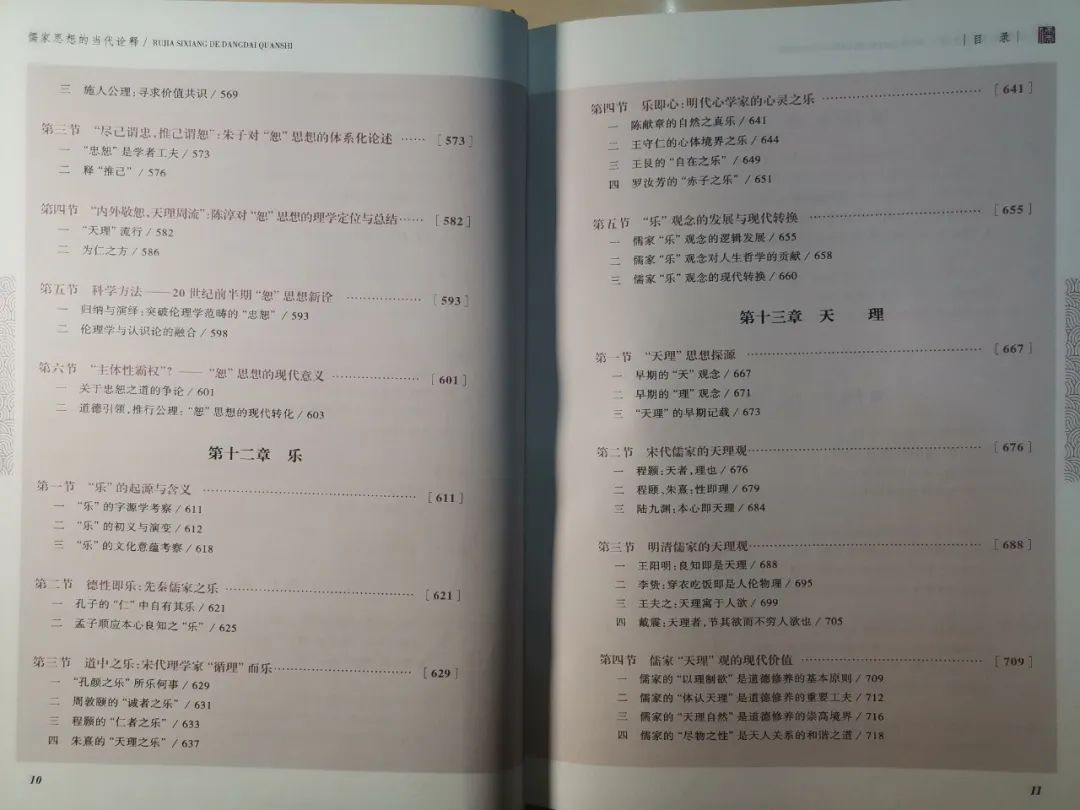 儒家思想的当代诠释 / RUJIA SIXIANG DE DANGDAI QUANSHI
三 施人公理:寻求价值共识 / 569
第三节 “尽己谓忠,推己谓恕”:朱子对“恕”思想的体系化论述 …… [573]
一 “忠恕”是学者工夫 / 573
二 释“推己” / 576
第四节 “内外敬恕,天理周流”:陈淳对“恕”思想的理学定位与总结…… [582]
一 “天理”流行 / 582
二 为仁之方 / 586
第五节 科学方法——20世纪前半期“恕”思想新诠 …………… [593]
一 归纳与演绎:突破伦理学范畴的“忠恕” / 593
二 伦理学与认识论的融合 / 598
第六节 “主体性霸权”?——“恕”思想的现代意义 ……………… [601]
一 关于忠恕之道的争论 / 601
二 道德引领,推行公理:“恕”思想的现代转化 / 603
第十二章 乐
第一节 “乐”的起源与含义 …………………………………… [611]
一 “乐”的字源学考察 / 611
二 “乐”的初义与演变 / 612
三 “乐”的文化意蕴考察 / 618
第二节 德性即乐:先秦儒家之乐 ……………………………… [621]
一 孔子的“仁”中自有其乐 / 621
二 孟子顺应本心良知之“乐” / 625
第三节 道中之乐:宋代理学家“循理”而乐…………………… [629]
一 “孔颜之乐”所乐何事 / 629
二 周敦颐的“诚者之乐” / 631
三 程颢的“仁者之乐” / 633
四 朱熹的“天理之乐” / 637
10
目 录
第四节 乐即心:明代心学家的心灵之乐 ………………………… [641]
一 陈献章的自然之真乐 / 641
二 王守仁的心体境界之乐 / 644
三 王艮的“自在之乐” / 649
四 罗汝芳的“赤子之乐” / 651
第五节 “乐”观念的发展与现代转换 …………………………… [655]
一 儒家“乐”观念的逻辑发展 / 655
二 儒家“乐”观念对人生哲学的贡献 / 658
三 儒家“乐”观念的现代转换 / 660
第十三章 天 理
第一节 “天理”思想探源 ……………………………………… [667]
一 早期的“天”观念 / 667
二 早期的“理”观念 / 671
三 “天理”的早期记载 / 673
第二节 宋代儒家的天理观……………………………………… [676]
一 程颢:天者,理也 / 676
二 程颐、朱熹:性即理 / 679
三 陆九渊:本心即天理 / 684
第三节 明清儒家的天理观……………………………………… [688]
一 王阳明:良知即是天理 / 688
二 李贽:穿衣吃饭即是人伦物理 / 695
三 王夫之:天理寓于人欲 / 699
四 戴震:天理者,节其欲而不穷人欲也 / 705
第四节 儒家“天理”观的现代价值 …………………………… [709]
一 儒家的“以理制欲”是道德修养的基本原则 / 709
二 儒家的“体认天理”是道德修养的重要工夫 / 712
三 儒家的“天理自然”是道德修养的崇高境界 / 716
四 儒家的“尽物之性”是天人关系的和谐之道 / 718
11